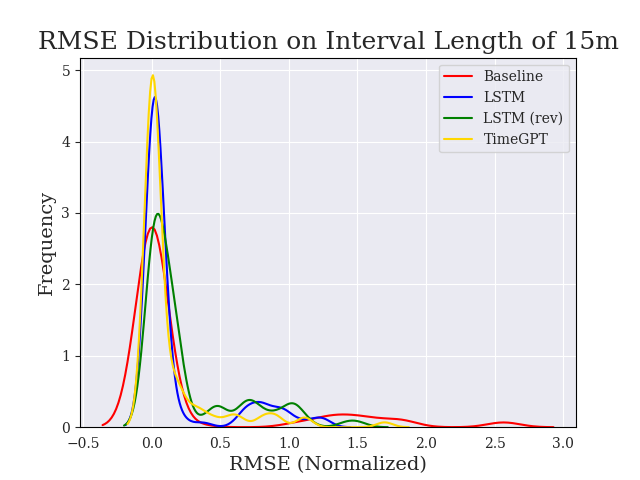 RMSE Distribution on Interval Length of 15m
Baseline
LSTM
LSTM (rev)
TimeGPT
Frequency
5
4
3
2
1
0
−0.5 0.0 0.5 1.0 1.5 2.0 2.5 3.0
RMSE (Normalized)